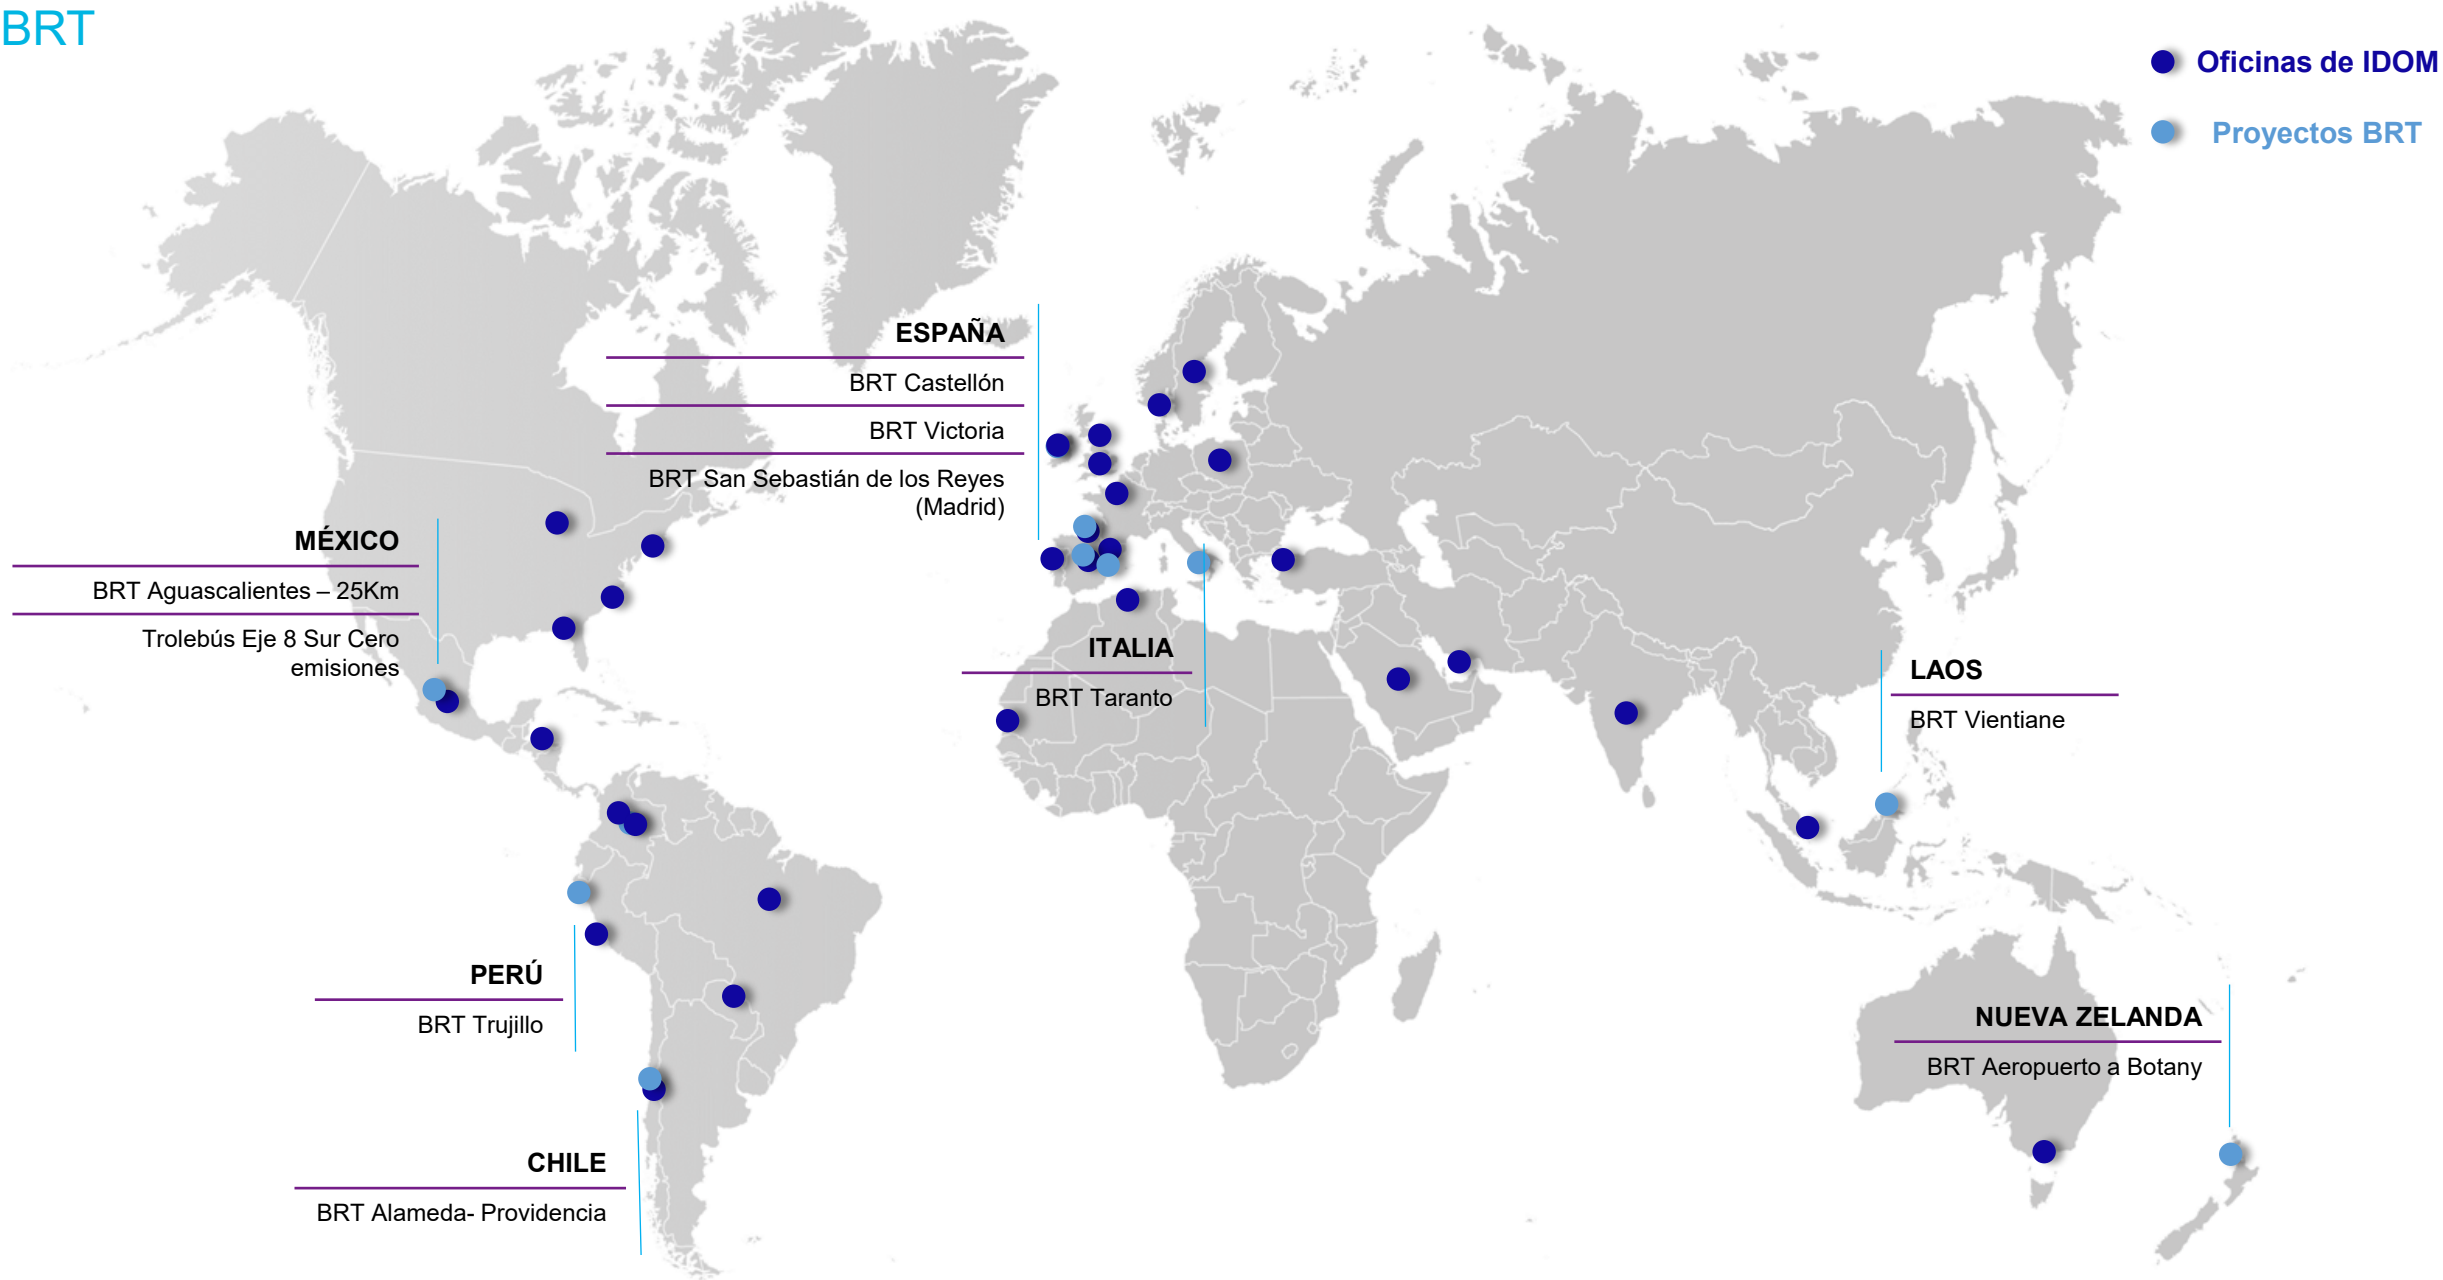 BRT
Oficinas de IDOM
Proyectos BRT
ESPAÑA
BRT Castellón
BRT Victoria
BRT San Sebastián de los Reyes
(Madrid)
MÉXICO
BRT Aguascalientes – 25Km
Trolebús Eje 8 Sur Cero
emisiones
ITALIA
BRT Taranto
LAOS
BRT Vientiane
PERÚ
BRT Trujillo
NUEVA ZELANDA
BRT Aeropuerto a Botany
CHILE
BRT Alameda- Providencia